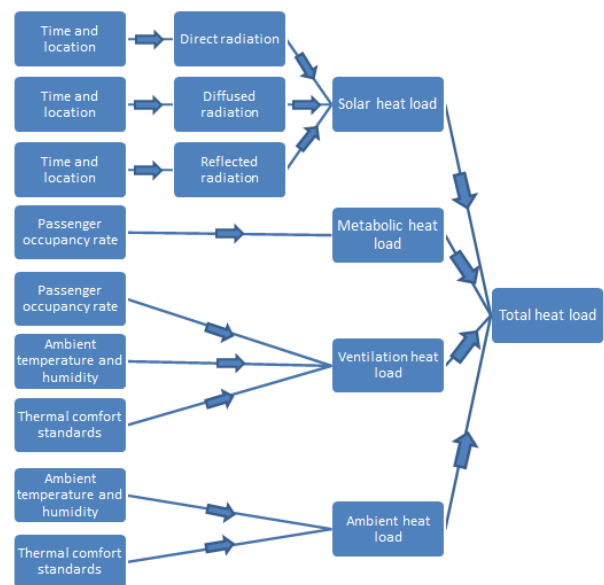 Time and
location
Direct radiation
Time and
location
Diffused
radiation
Solar heat load
Time and
location
Reflected
radiation
Passenger
occupancy rate
Metabolic heat
load
Passenger
occupancy rate
Ambient
temperature and
humidity
Ventilation heat
load
Thermal comfort
standards
Total heat load
Ambient
temperature and
humidity
Ambient heat
load
Thermal comfort
standards